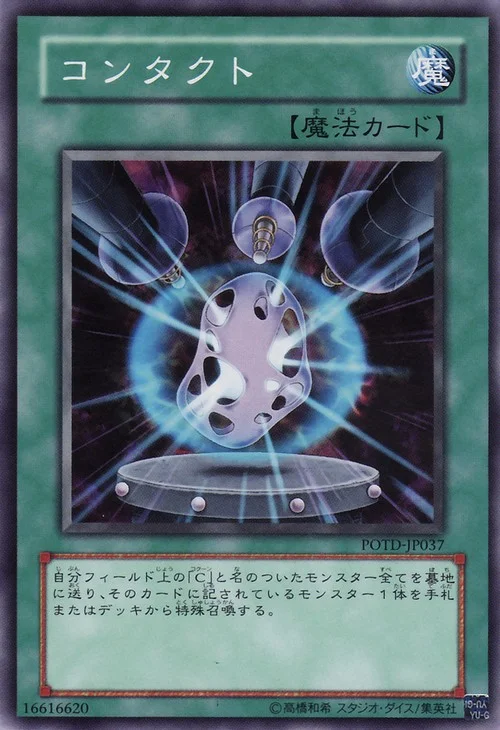 コンタクト
魔
【魔法カード】
POTD-JP037
自分フィールド上の「C」と名のついたモンスター全てを墓地
に送り、そのカードに記されているモンスター1体を手札
またはデッキから特殊召喚する。
16616620
©高橋和希 スタジオ・ダイス/集英社